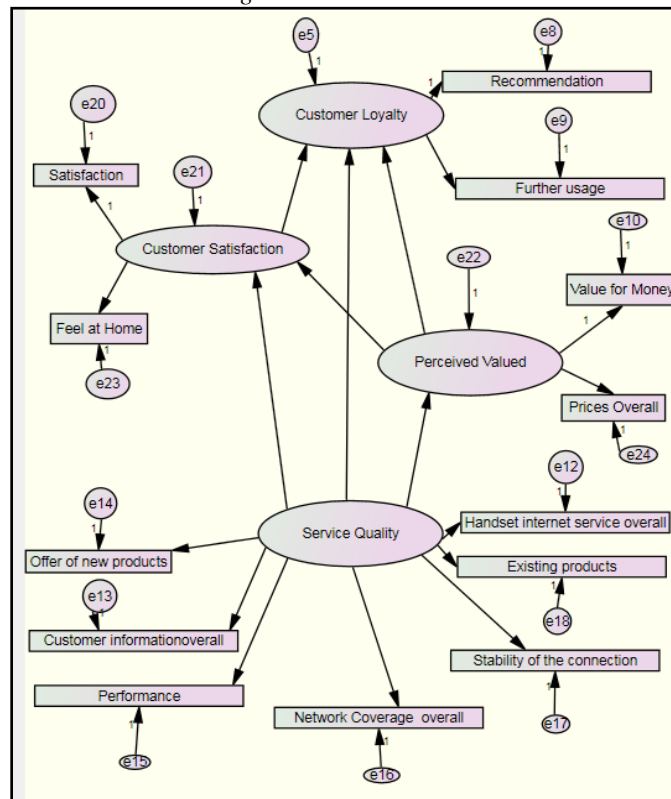 e5
e8
1
1
1
Recommendation
e20
Customer Loyalty
1
e9
1
e21
Satisfaction
Further usage
1
1
e10
Customer Satisfaction
e22
1
Value for Money
1
1
Feel at Home
1
Perceived Valued
e23
Prices Overall
1
e24
e12
e14
1
1
Service Quality
Handset internet service overall
Offer of new products
Existing products
e13
1
1
e18
Customer informationoverall
Stability of the connection
Performance
1
1
Network Coverage overall
e17
1
e15
e16